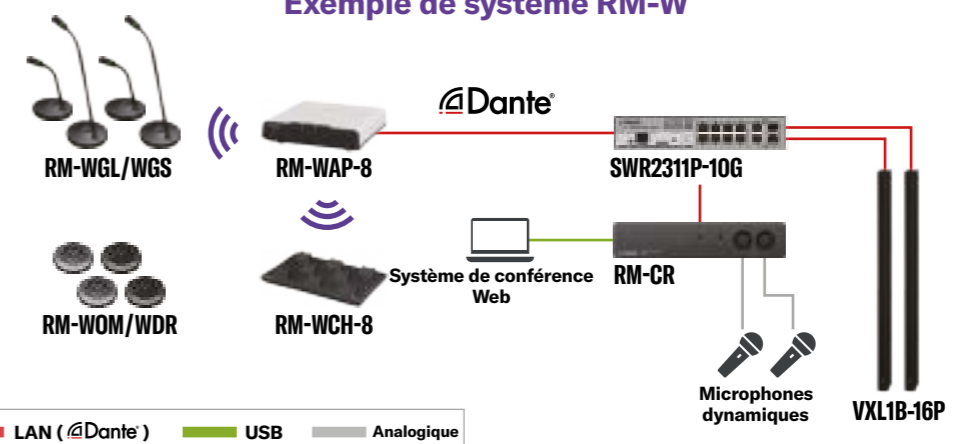 Exemple de système RM-W
Dante
RM-WGL/WGS
RM-WAP-8
SWR2311P-10G
Système de conférence
Web
RM-CR
RM-WOM/WDR
RM-WCH-8
Microphones
dynamiques
VXL1B-16P
LAN ( Dante )
USB
Analogique